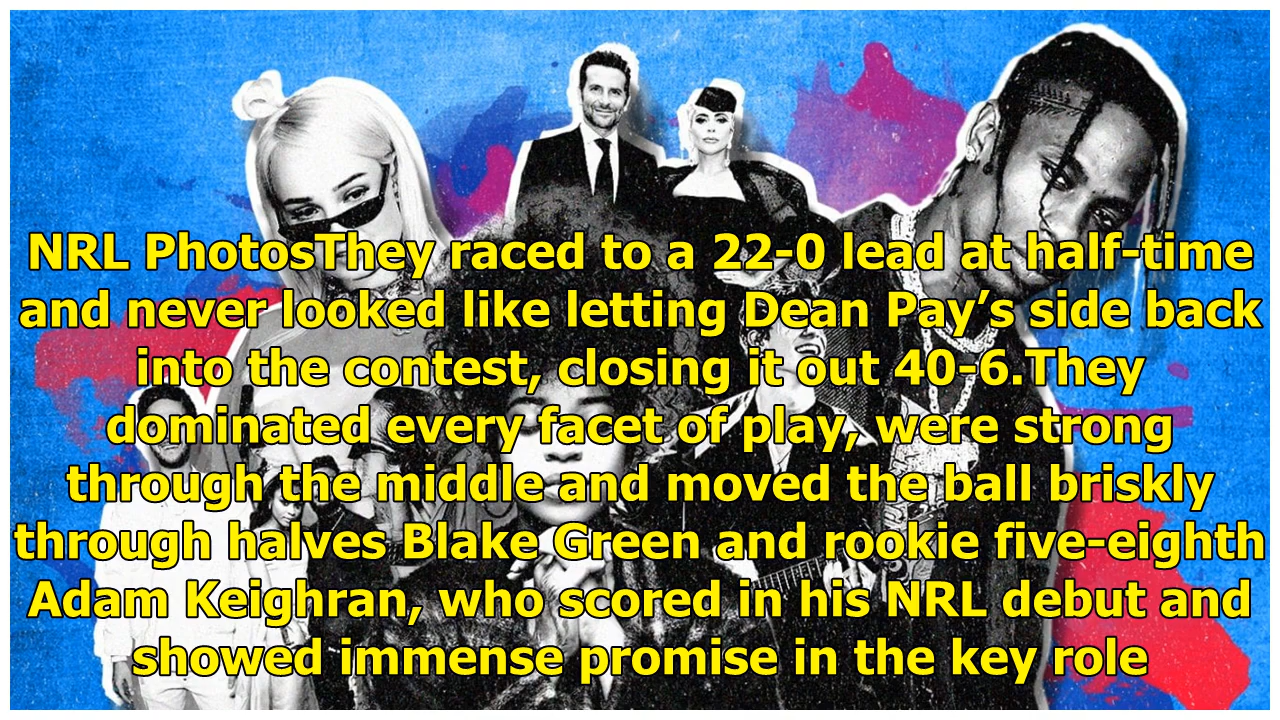 NRL PhotosThey raced to a 22-0 lead at half-time
and never looked like letting Dean Pay’s side back
into the contest, closing it out 40-6.They
dominated every facet of play, were strong
through the middle and moved the ball briskly
through halves Blake Green and rookie five-eighth
Adam Keighran, who scored in his NRL debut and
showed immense promise in the key role